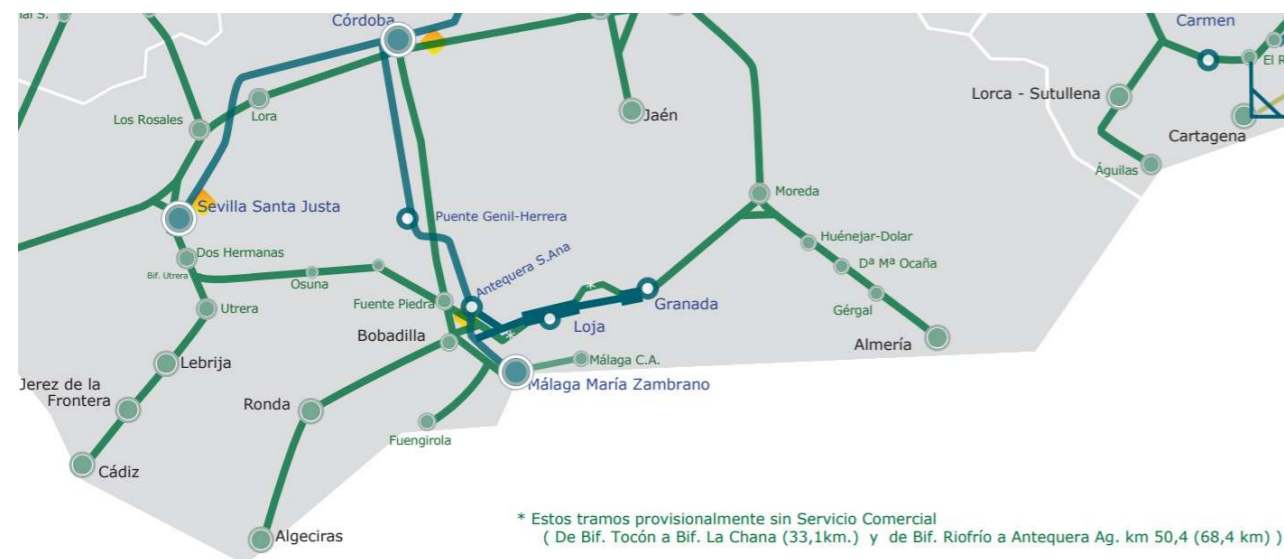 Córdoba
Carmen
Los Rosales
Lora
Jaén
Lorca - Sutullena
Cartagena
Águilas
Sevilla Santa Justa
Puente Genil-Herrera
Moreda
Dos Hermanas
Bif. Utrera
Osuna
Antequera S.Ana
Huénejar-Dolar
Dª Mª Ocaña
Utrera
Fuente Piedra
Granada
Gérgal
Bobadilla
Loja
Almería
Lebrija
Málaga C.A.
Málaga María Zambrano
Jerez de la
Frontera
Ronda
Fuengirola
Cádiz
Algeciras
* Estos tramos provisionalmente sin Servicio Comercial
( De Bif. Tocón a Bif. La Chana (33,1km.) y de Bif. Riofrío a Antequera Ag. km 50,4 (68,4 km) )